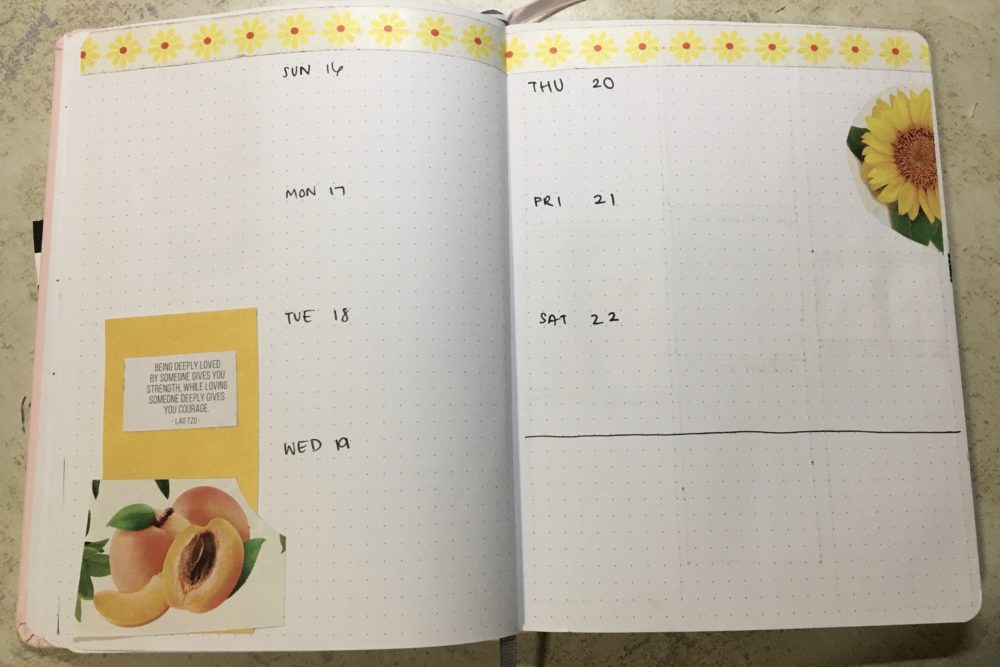 SUN 16
MON 17
TUE 18
WED 19
BEING DEEPLY LOVED
BY SOMEONE GIVES YOU
STRENGTH, WHILE LOVING
SOMEONE DEEPLY GIVES
YOU COURAGE.
- LAO TZU -
THU 20
FRI 21
SAT 22